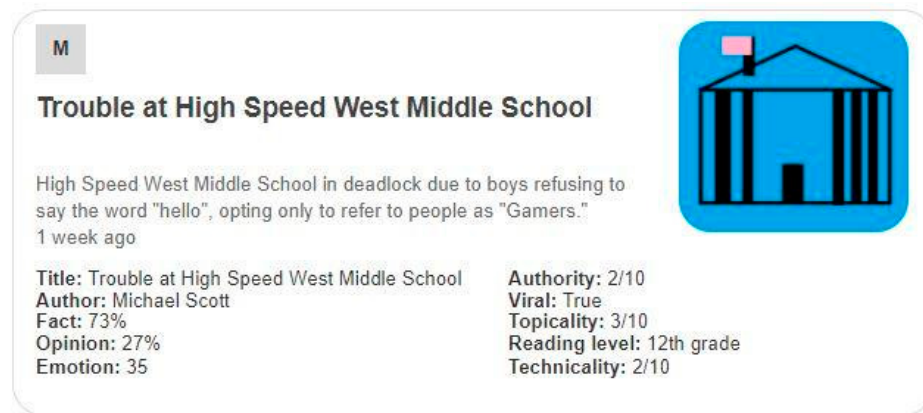 M
Trouble at High Speed West Middle School
High Speed West Middle School in deadlock due to boys refusing to
say the word "hello", opting only to refer to people as "Gamers."
1 week ago
Title: Trouble at High Speed West Middle School
Author: Michael Scott
Fact: 73%
Opinion: 27%
Emotion: 35
Authority: 2/10
Viral: True
Topicality: 3/10
Reading level: 12th grade
Technicality: 2/10